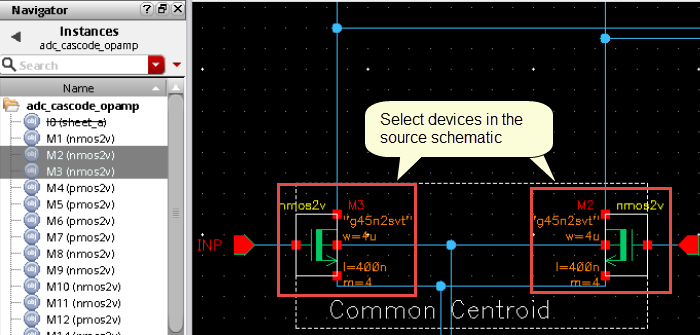 Navigator
Instances
adc_cascode_opamp
Search
Name
adc_cascode_opamp
I0 (sheet_a)
M1 (nmos2v)
M2 (nmos2v)
M3 (nmos2v)
M4 (pmos2v)
M5 (pmos2v)
M6 (pmos2v)
M7 (pmos2v)
M8 (nmos2v)
M9 (nmos2v)
M10 (nmos2v)
M11 (nmos2v)
M12 (pmos2v)
Select devices in the
source schematic
nmos2v M3
"g45n2svt"
w=4u
l=400n
m=4
INP
M2 nmos2v
"g45n2svt"
w=4u
l=400n
m=4
Common Centroid